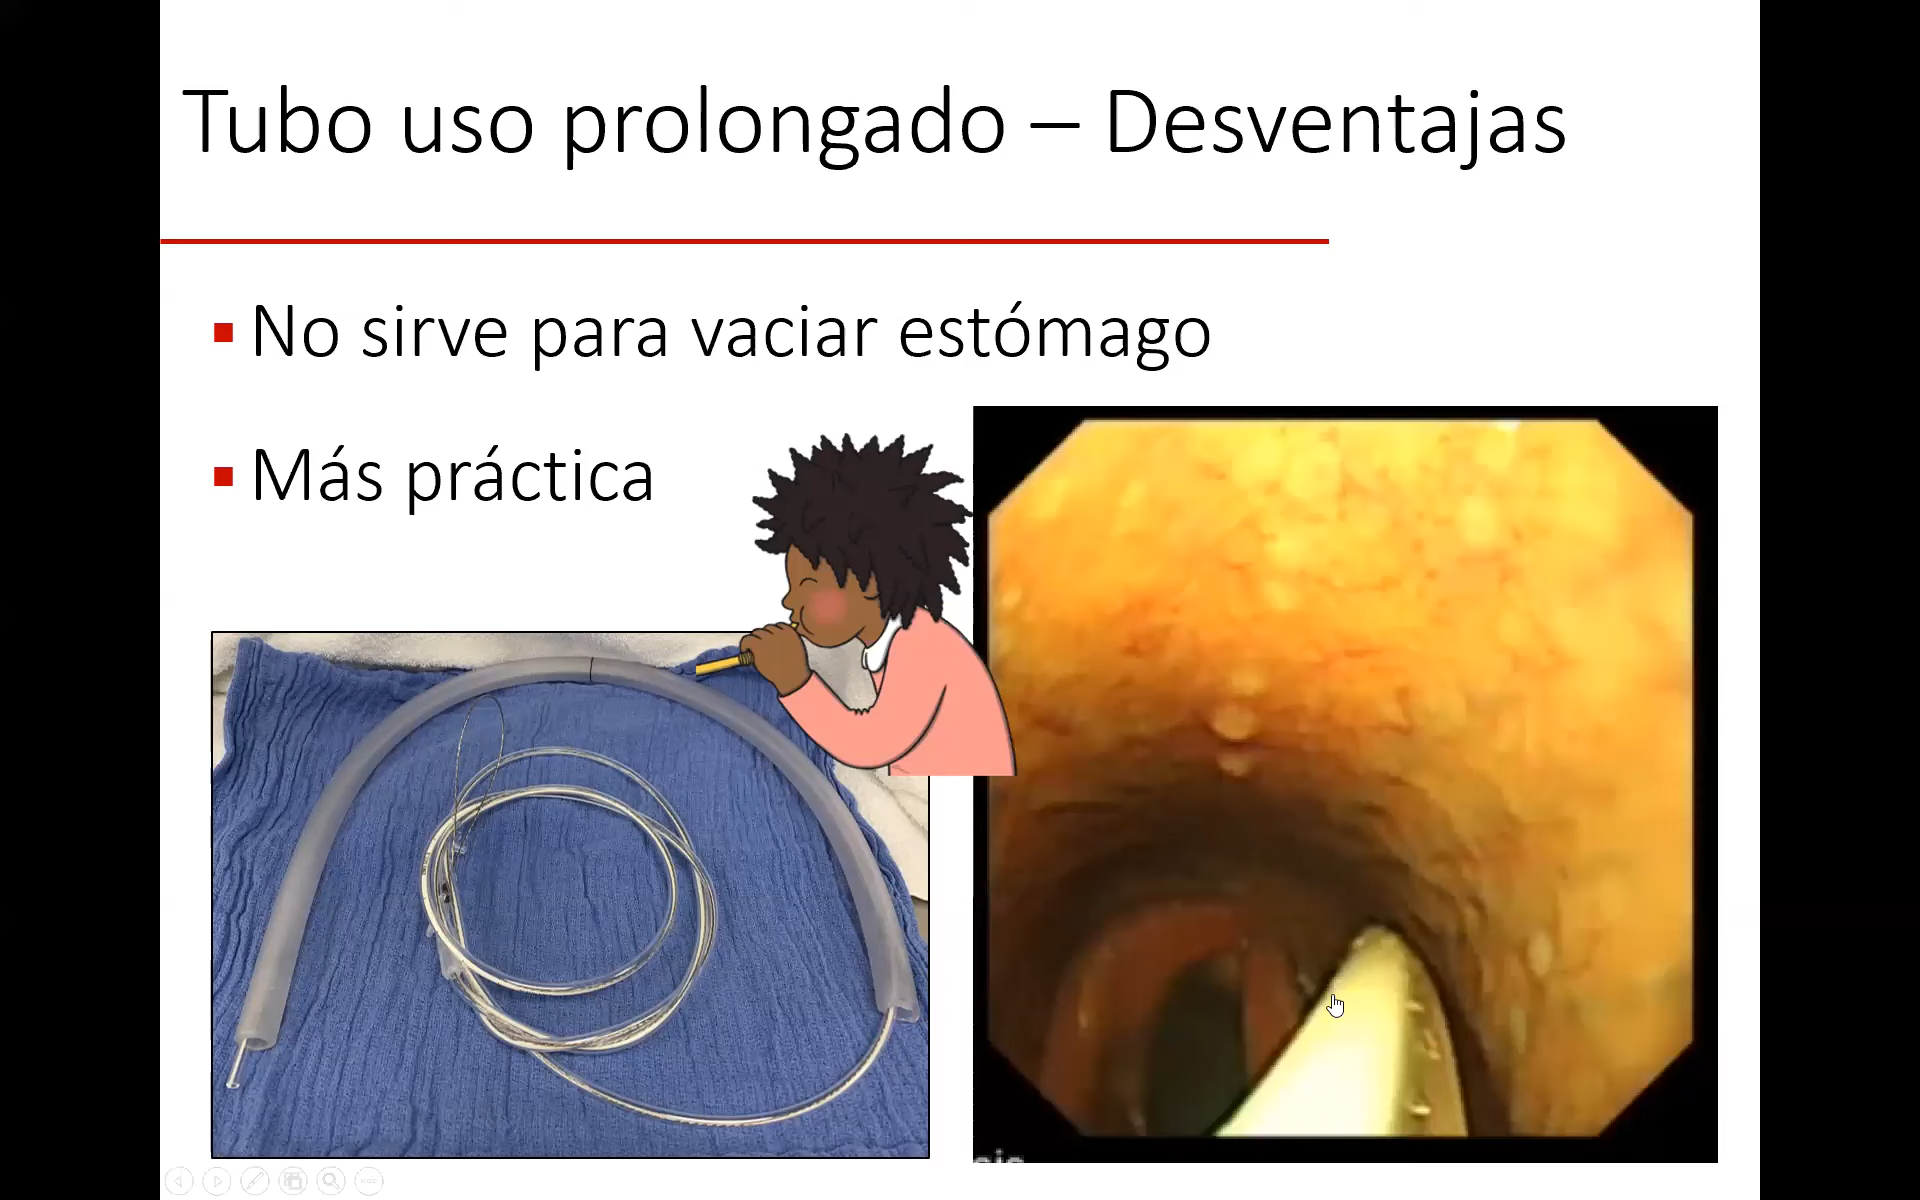 Tubo uso prolongado – Desventajas
No sirve para vaciar estómago
Más práctica